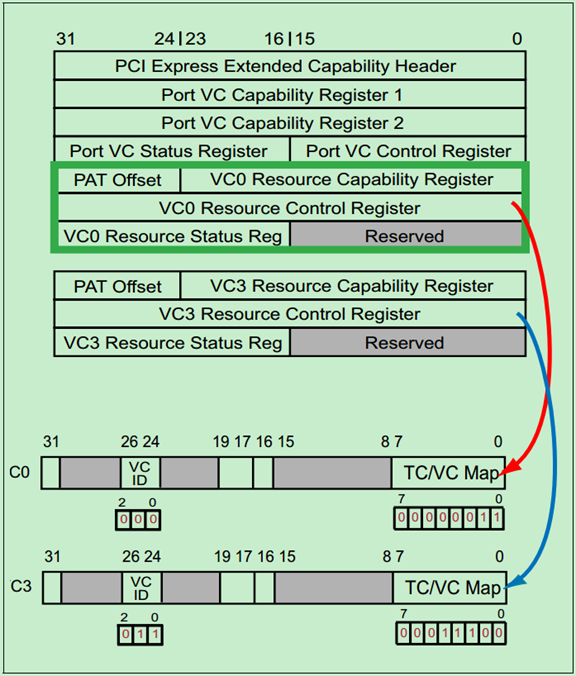 31 24 23 16 15 0
PCI Express Extended Capability Header
Port VC Capability Register 1
Port VC Capability Register 2
Port VC Status Register Port VC Control Register
PAT Offset VC0 Resource Capability Register
VC0 Resource Control Register
VC0 Resource Status Reg Reserved
PAT Offset VC3 Resource Capability Register
VC3 Resource Control Register
VC3 Resource Status Reg Reserved
31 26 24 19 17 16 15 8 7 0
C0 VC ID TC/VC Map
2 0 7 0
0 0 0 0 0 0 0 0 0 1 1
31 26 24 19 17 16 15 8 7 0
C3 VC ID TC/VC Map
2 0 7 0
0 1 1 0 0 0 1 1 1 0 0